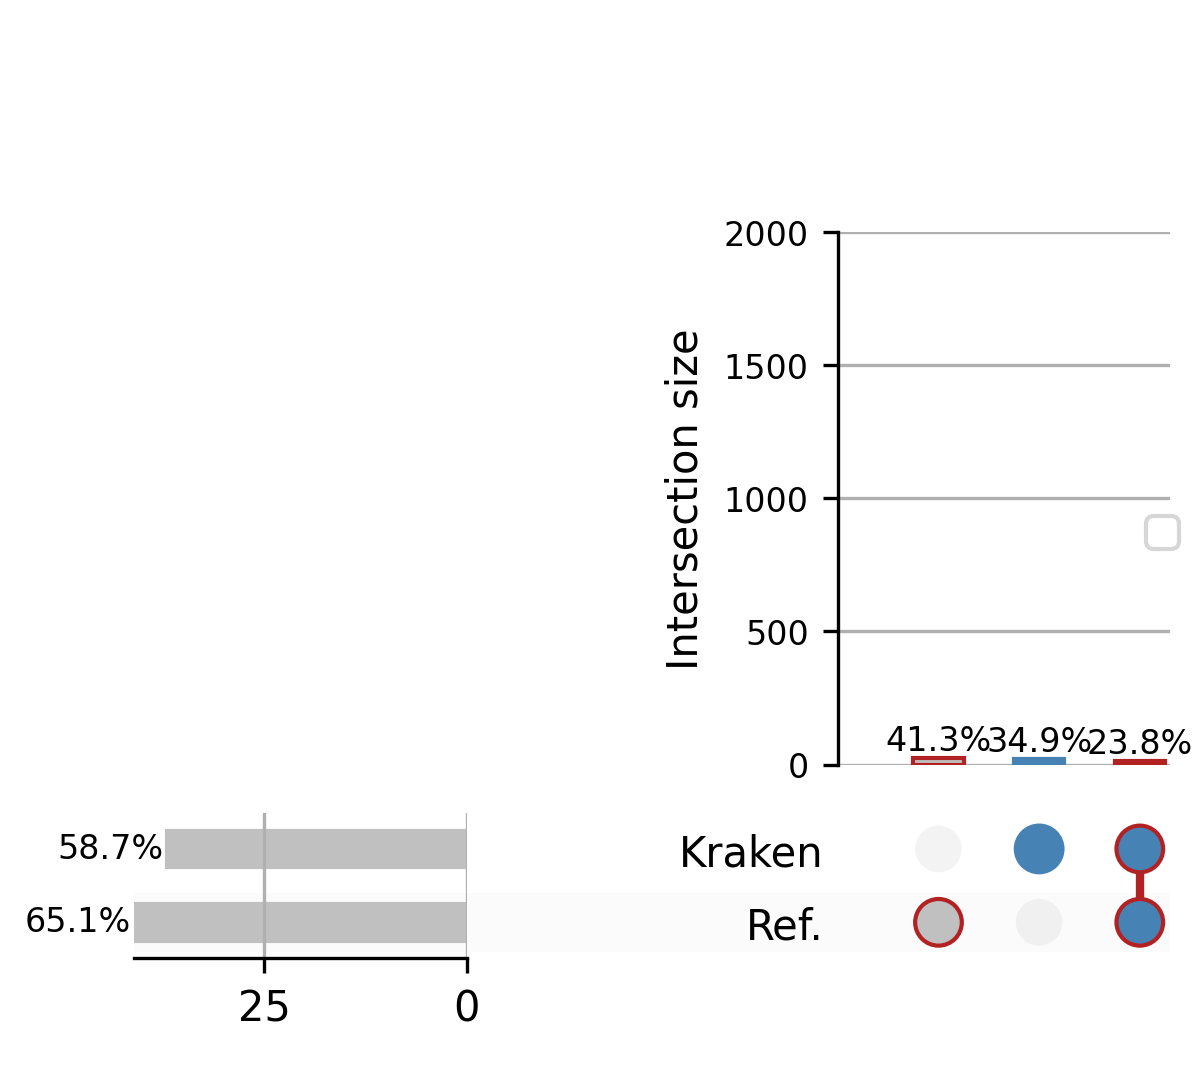 2000
1500
1000
500
0
Intersection size
41.3% 34.9% 23.8%
58.7%
65.1%
25 0
Kraken
Ref.